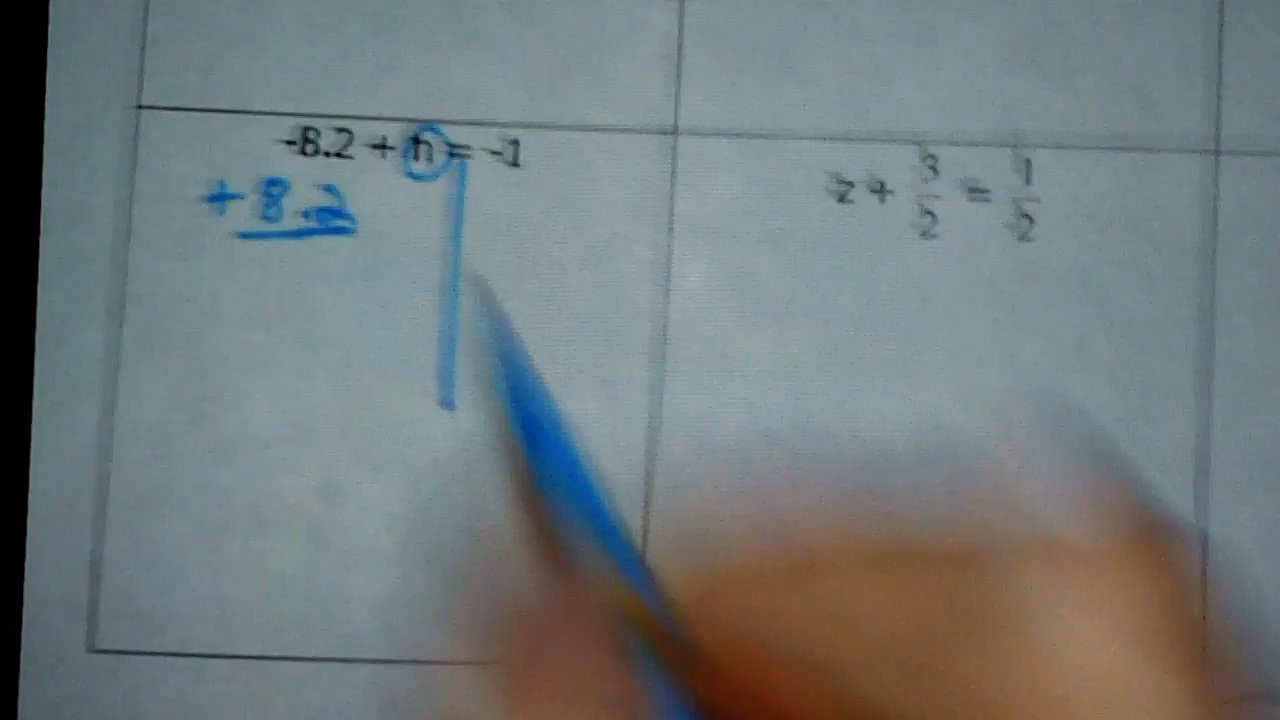 -8.2 + n = -1
+ 8.2
z + 3/2 = 1/2